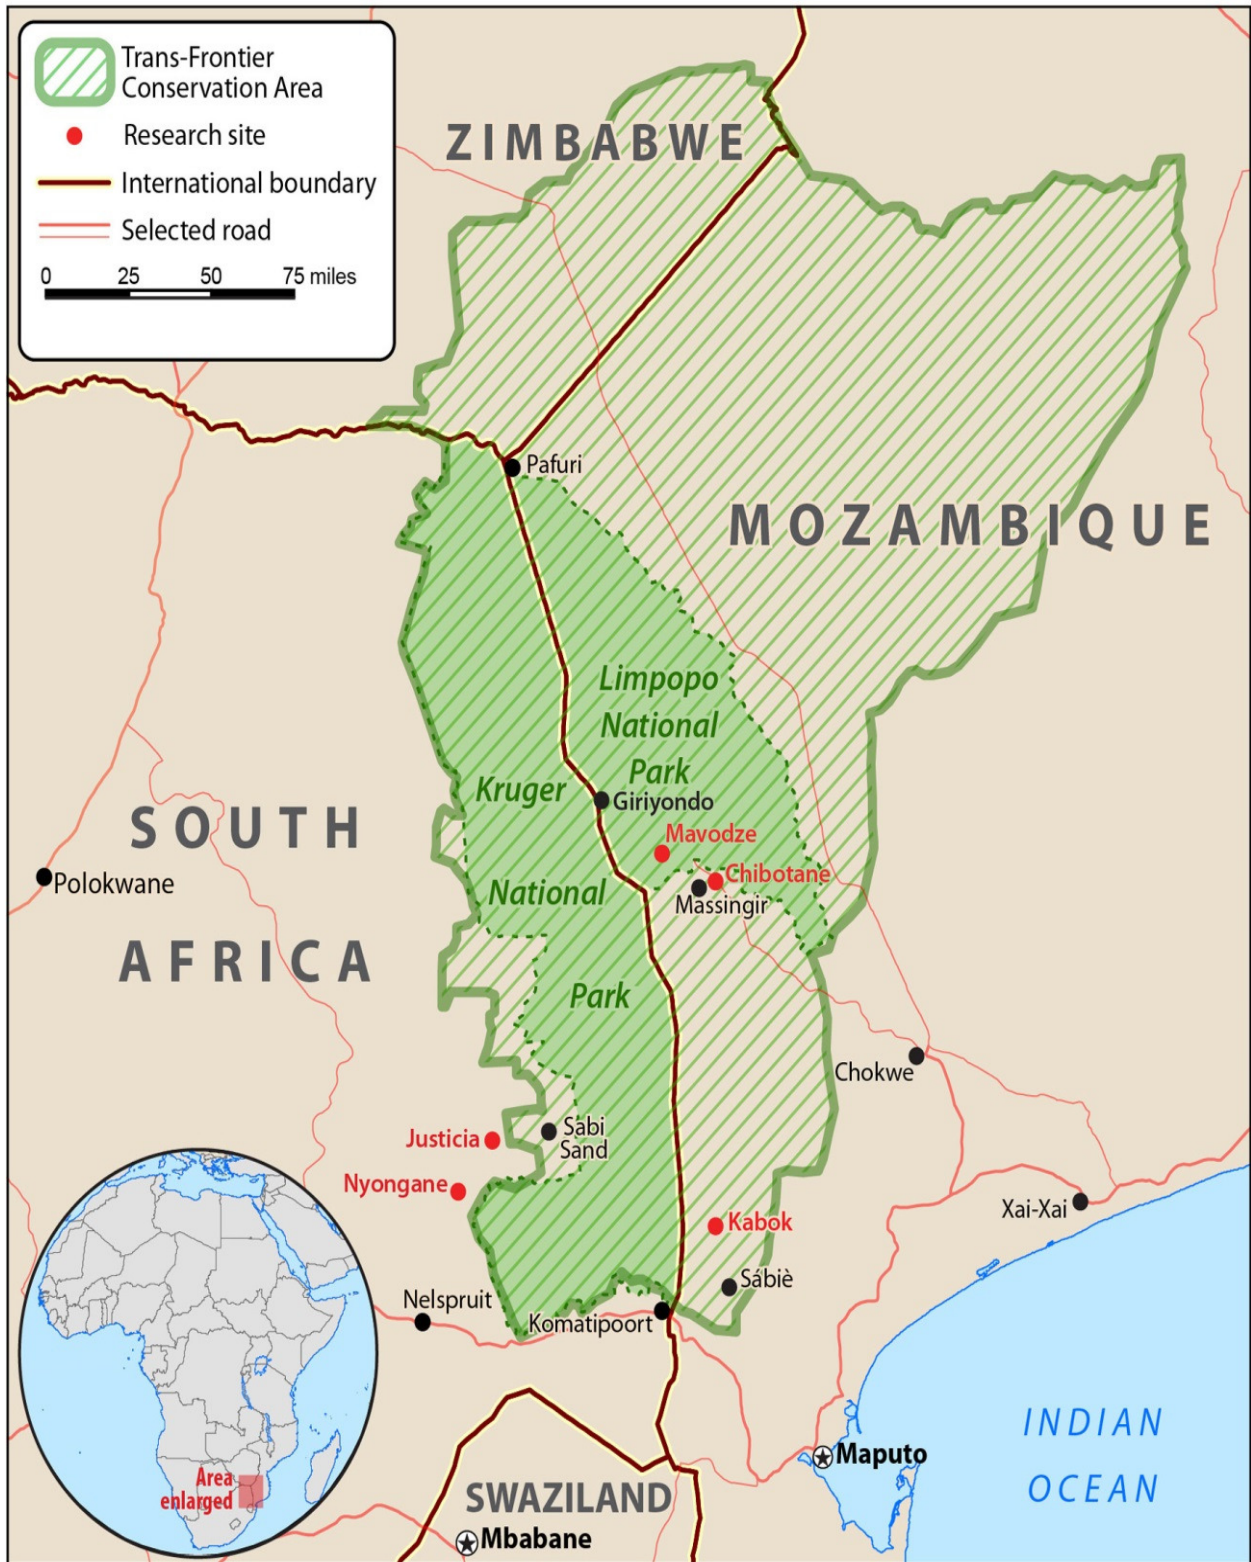 Trans-Frontier
Conservation Area
Research site
International boundary
Selected road
0 25 50 75 miles
ZIMBABWE
Pafuri
MOZAMBIQUE
Limpopo
National
Park
Kruger
Giriyondo
SOUTH
Mavodze
Chibotane
Polokwane
National
Massingir
AFRICA
Park
Chokwe
Sabi
Sand
Justicia
Nyongane
Xai-Xai
Kabok
Sábiè
Nelspruit
Komatipoort
INDIAN
OCEAN
Maputo
Area
enlarged
SWAZILAND
Mbabane